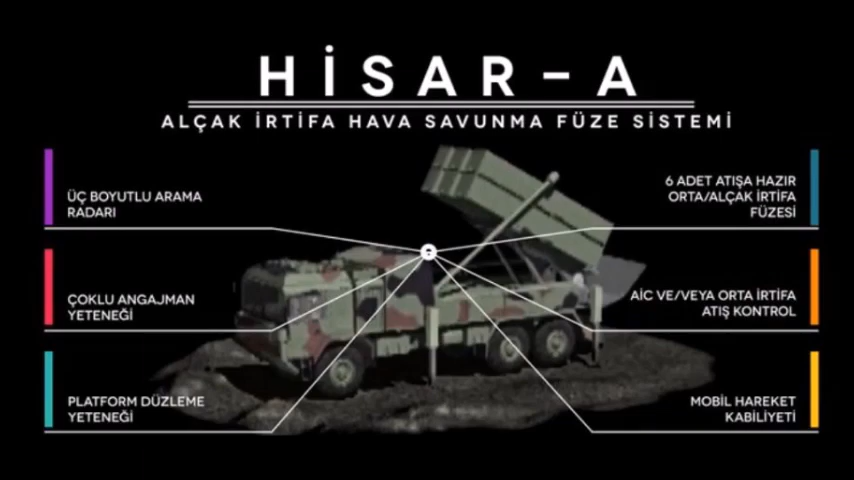 HİSAR-A
ALÇAK İRTİFA HAVA SAVUNMA FÜZE SİSTEMİ
ÜÇ BOYUTLU ARAMA
RADARI
ÇOKLU ANGAJMAN
YETENEĞİ
PLATFORM DÜZLEME
YETENEĞİ
6 ADET ATIŞA HAZIR
ORTA/ALÇAK İRTİFA
FÜZESİ
AİC VE/VEYA ORTA İRTİFA
ATIŞ KONTROL
MOBİL HAREKET
KABİLİYETİ